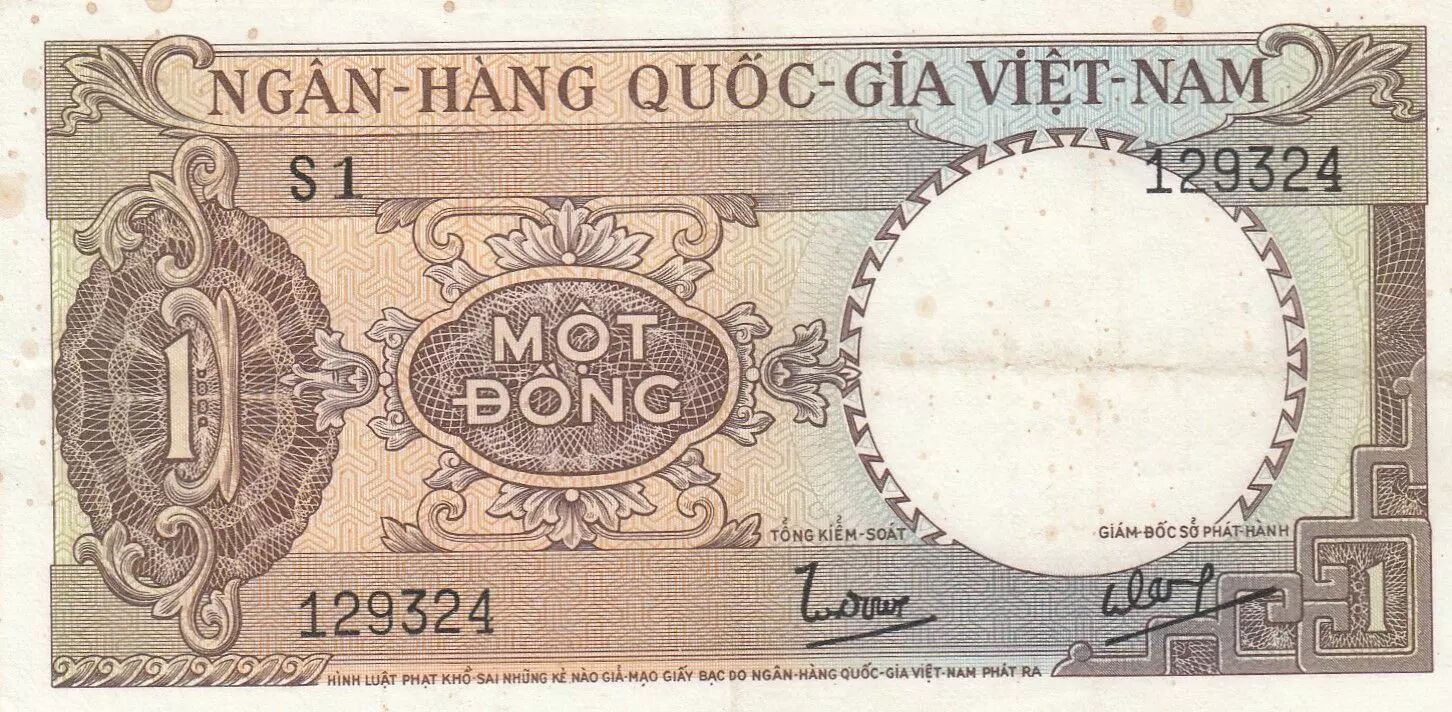 NGÂN-HÀNG QUỐC-GIA VIỆT-NAM
S1
129324
1
MỘT
ĐỒNG
TỔNG KIỂM-SOÁT
GIÁM-ĐỐC SỞ PHÁT-HÀNH
129324
1
HÌNH LUẬT PHẠT KHỔ SAI NHỮNG KẺ NÀO GIẢ-MẠO GIẤY BẠC DO NGÂN-HÀNG QUỐC-GIA VIỆT-NAM PHÁT RA